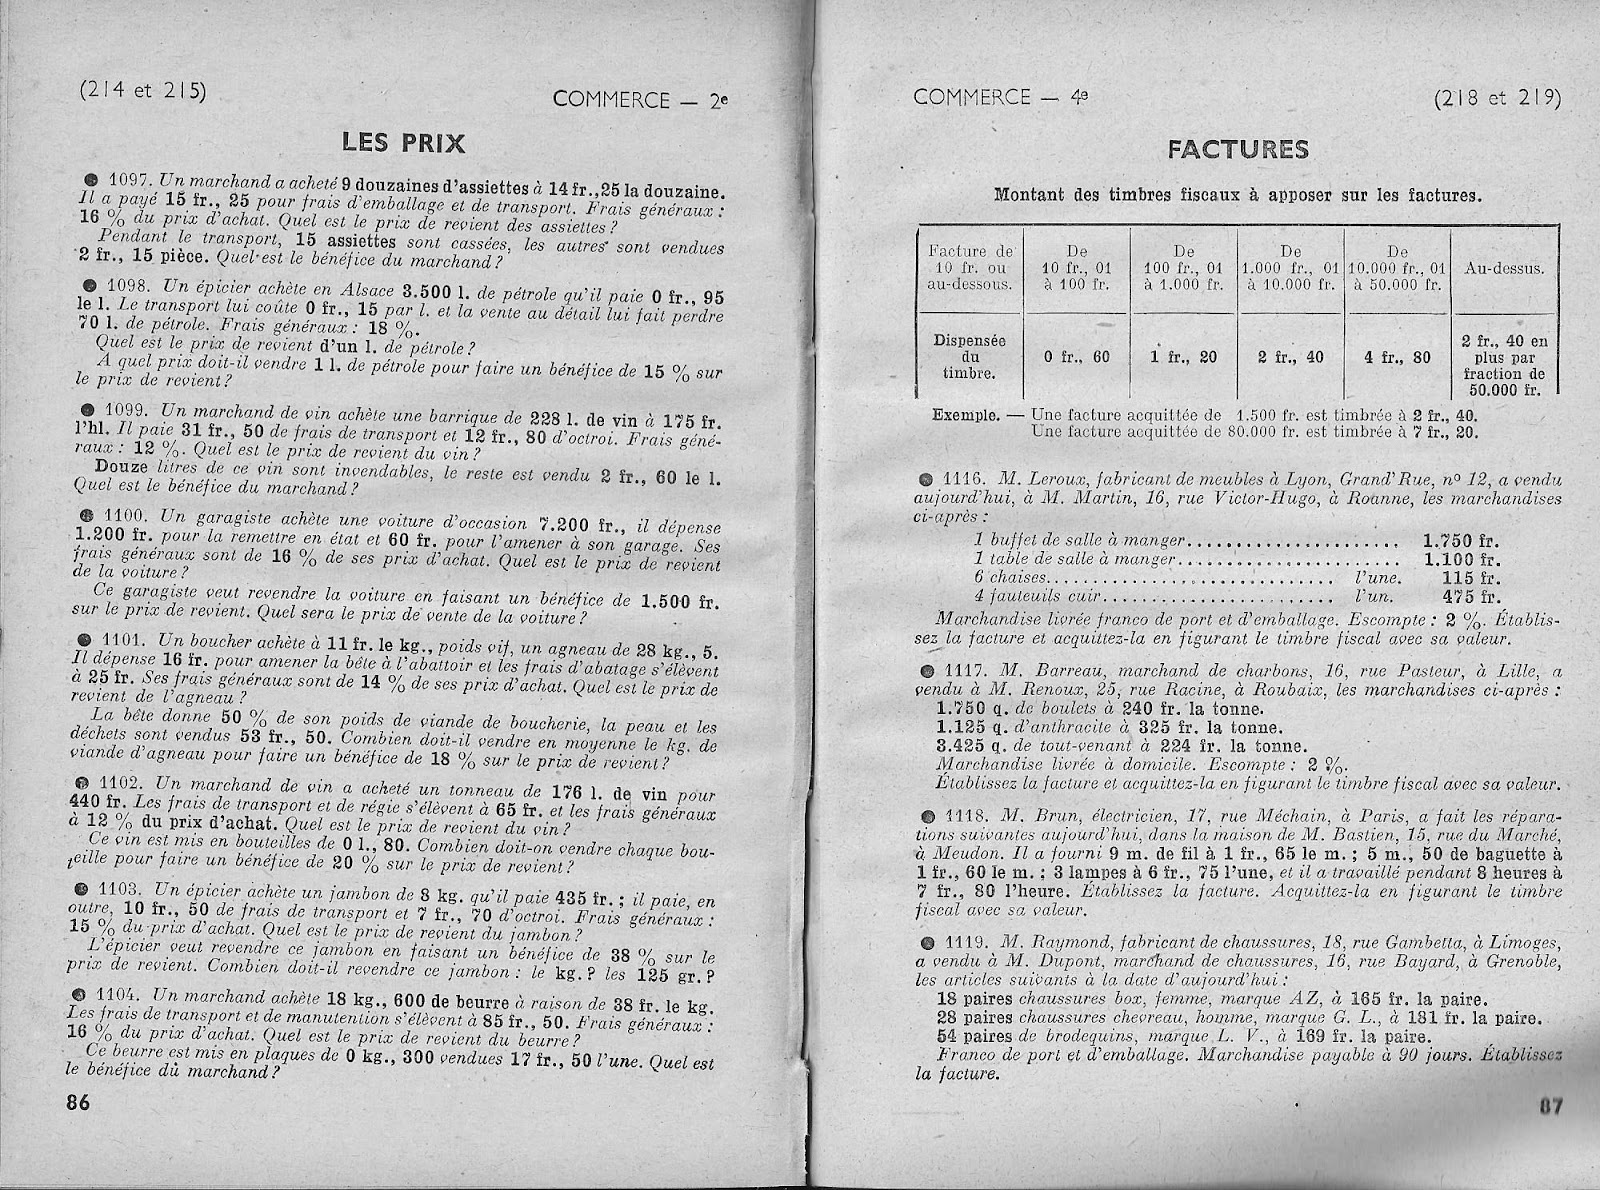 (214 et 215)
COMMERCE — 2e
LES PRIX
● 1097. Un marchand a acheté 9 douzaines d'assiettes à 14 fr.,25 la douzaine.
Il a payé 15 fr., 25 pour frais d'emballage et de transport. Frais généraux :
16 % du prix d'achat. Quel est le prix de revient des assiettes ?
Pendant le transport, 15 assiettes sont cassées, les autres sont vendues
2 fr., 15 pièce. Quel est le bénéfice du marchand ?
● 1098. Un épicier achète en Alsace 3.500 l. de pétrole qu'il paie 0 fr., 95
le l. Le transport lui coûte 0 fr., 15 par l. et la vente au détail lui fait perdre
70 l. de pétrole. Frais généraux : 18 %.
Quel est le prix de revient d'un l. de pétrole ?
A quel prix doit-il vendre 1 l. de pétrole pour faire un bénéfice de 15 % sur
le prix de revient ?
● 1099. Un marchand de vin achète une barrique de 228 l. de vin à 175 fr.
l'hl. Il paie 31 fr., 50 de frais de transport et 12 fr., 80 d'octroi. Frais géné-
raux : 12 %. Quel est le prix de revient du vin ?
Douze litres de ce vin sont invendables, le reste est vendu 2 fr., 60 le l.
Quel est le bénéfice du marchand ?
● 1100. Un garagiste achète une voiture d'occasion 7.200 fr., il dépense
1.200 fr. pour la remettre en état et 60 fr. pour l'amener à son garage. Ses
frais généraux sont de 16 % de ses prix d'achat. Quel est le prix de revient
de la voiture ?
Ce garagiste veut revendre la voiture en faisant un bénéfice de 1.500 fr.
sur le prix de revient. Quel sera le prix de vente de la voiture ?
● 1101. Un boucher achète à 11 fr. le kg., poids vif, un agneau de 28 kg., 5.
Il dépense 16 fr. pour amener la bête à l'abattoir et les frais d'abatage s'élèvent
à 25 fr. Ses frais généraux sont de 14 % de ses prix d'achat. Quel est le prix de
revient de l'agneau ?
La bête donne 50 % de son poids de viande de boucherie, la peau et les
déchets sont vendus 53 fr., 50. Combien doit-il vendre en moyenne le kg. de
viande d'agneau pour faire un bénéfice de 18 % sur le prix de revient ?
● 1102. Un marchand de vin a acheté un tonneau de 176 l. de vin pour
440 fr. Les frais de transport et de régie s'élèvent à 65 fr. et les frais généraux
à 12 % du prix d'achat. Quel est le prix de revient du vin ?
Ce vin est mis en bouteilles de 0 l., 80. Combien doit-on vendre chaque bou-
teille pour faire un bénéfice de 20 % sur le prix de revient ?
● 1103. Un épicier achète un jambon de 8 kg. qu'il paie 435 fr. ; il paie, en
outre, 10 fr., 50 de frais de transport et 7 fr., 70 d'octroi. Frais généraux :
15 % du prix d'achat. Quel est le prix de revient du jambon ?
L'épicier veut revendre ce jambon en faisant un bénéfice de 38 % sur le
prix de revient. Combien doit-il revendre ce jambon : le kg. ? les 125 gr. ?
● 1104. Un marchand achète 18 kg., 600 de beurre à raison de 38 fr. le kg.
Les frais de transport et de manutention s'élèvent à 85 fr., 50. Frais généraux :
16 % du prix d'achat. Quel est le prix de revient du beurre ?
Ce beurre est mis en plaques de 0 kg., 300 vendues 17 fr., 50 l'une. Quel est
le bénéfice du marchand ?
86
COMMERCE — 4e
(218 et 219)
FACTURES
Montant des timbres fiscaux à apposer sur les factures.
Facture de 10 fr. ou au-dessous. | De 10 fr., 01 à 100 fr. | De 100 fr., 01 à 1.000 fr. | De 1.000 fr., 01 à 10.000 fr. | De 10.000 fr., 01 à 50.000 fr. | Au-dessus.
Dispensée du timbre. | 0 fr., 60 | 1 fr., 20 | 2 fr., 40 | 4 fr., 80 | 2 fr., 40 en plus par fraction de 50.000 fr.
Exemple. — Une facture acquittée de 1.500 fr. est timbrée à 2 fr., 40.
Une facture acquittée de 80.000 fr. est timbrée à 7 fr., 20.
● 1116. M. Leroux, fabricant de meubles à Lyon, Grand'Rue, no 12, a vendu
aujourd'hui, à M. Martin, 16, rue Victor-Hugo, à Roanne, les marchandises
ci-après :
1 buffet de salle à manger..................... 1.750 fr.
1 table de salle à manger...................... 1.100 fr.
6 chaises............................. l'une. 115 fr.
4 fauteuils cuir....................... l'un. 475 fr.
Marchandise livrée franco de port et d'emballage. Escompte : 2 %. Établis-
sez la facture et acquittez-la en figurant le timbre fiscal avec sa valeur.
● 1117. M. Barreau, marchand de charbons, 16, rue Pasteur, à Lille, a
vendu à M. Renoux, 25, rue Racine, à Roubaix, les marchandises ci-après :
1.750 q. de boulets à 240 fr. la tonne.
1.125 q. d'anthracite à 325 fr. la tonne.
3.425 q. de tout-venant à 224 fr. la tonne.
Marchandise livrée à domicile. Escompte : 2 %.
Établissez la facture et acquittez-la en figurant le timbre fiscal avec sa valeur.
● 1118. M. Brun, électricien, 17, rue Méchain, à Paris, a fait les répara-
tions suivantes aujourd'hui, dans la maison de M. Bastien, 15, rue du Marché,
à Meudon. Il a fourni 9 m. de fil à 1 fr., 65 le m. ; 5 m., 50 de baguette à
1 fr., 60 le m. ; 3 lampes à 6 fr., 75 l'une, et il a travaillé pendant 8 heures à
7 fr., 80 l'heure. Établissez la facture. Acquittez-la en figurant le timbre
fiscal avec sa valeur.
● 1119. M. Raymond, fabricant de chaussures, 18, rue Gambetta, à Limoges,
a vendu à M. Dupont, marchand de chaussures, 16, rue Bayard, à Grenoble,
les articles suivants à la date d'aujourd'hui :
18 paires chaussures box, femme, marque AZ, à 165 fr. la paire.
28 paires chaussures chevreau, homme, marque G. L., à 181 fr. la paire.
54 paires de brodequins, marque L. V., à 169 fr. la paire.
Franco de port et d'emballage. Marchandise payable à 90 jours. Établissez
la facture.
87